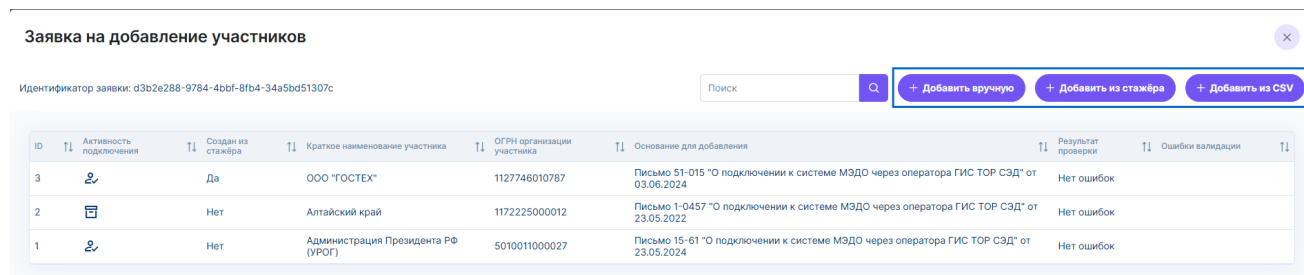 Заявка на добавление участников
Идентификатор заявки: d3b2e288-9784-4bbf-8fb4-34a5bd51307c
Поиск
+ Добавить вручную
+ Добавить из стажёра
+ Добавить из CSV
ID
Активность
подключения
Создан из
стажёра
Краткое наименование участника
ОГРН организации
участника
Основание для добавления
Результат
проверки
Ошибки валидации
3
Да
ООО "ГОСТЕХ"
1127746010787
Письмо 51-015 "О подключении к системе МЭДО через оператора ГИС ТОР СЭД" от
03.06.2024
Нет ошибок
2
Нет
Алтайский край
1172225000012
Письмо 1-0457 "О подключении к системе МЭДО через оператора ГИС ТОР СЭД" от
23.05.2022
Нет ошибок
1
Нет
Администрация Президента РФ
(УРОГ)
5010011000027
Письмо 15-61 "О подключении к системе МЭДО через оператора ГИС ТОР СЭД" от
23.05.2024
Нет ошибок